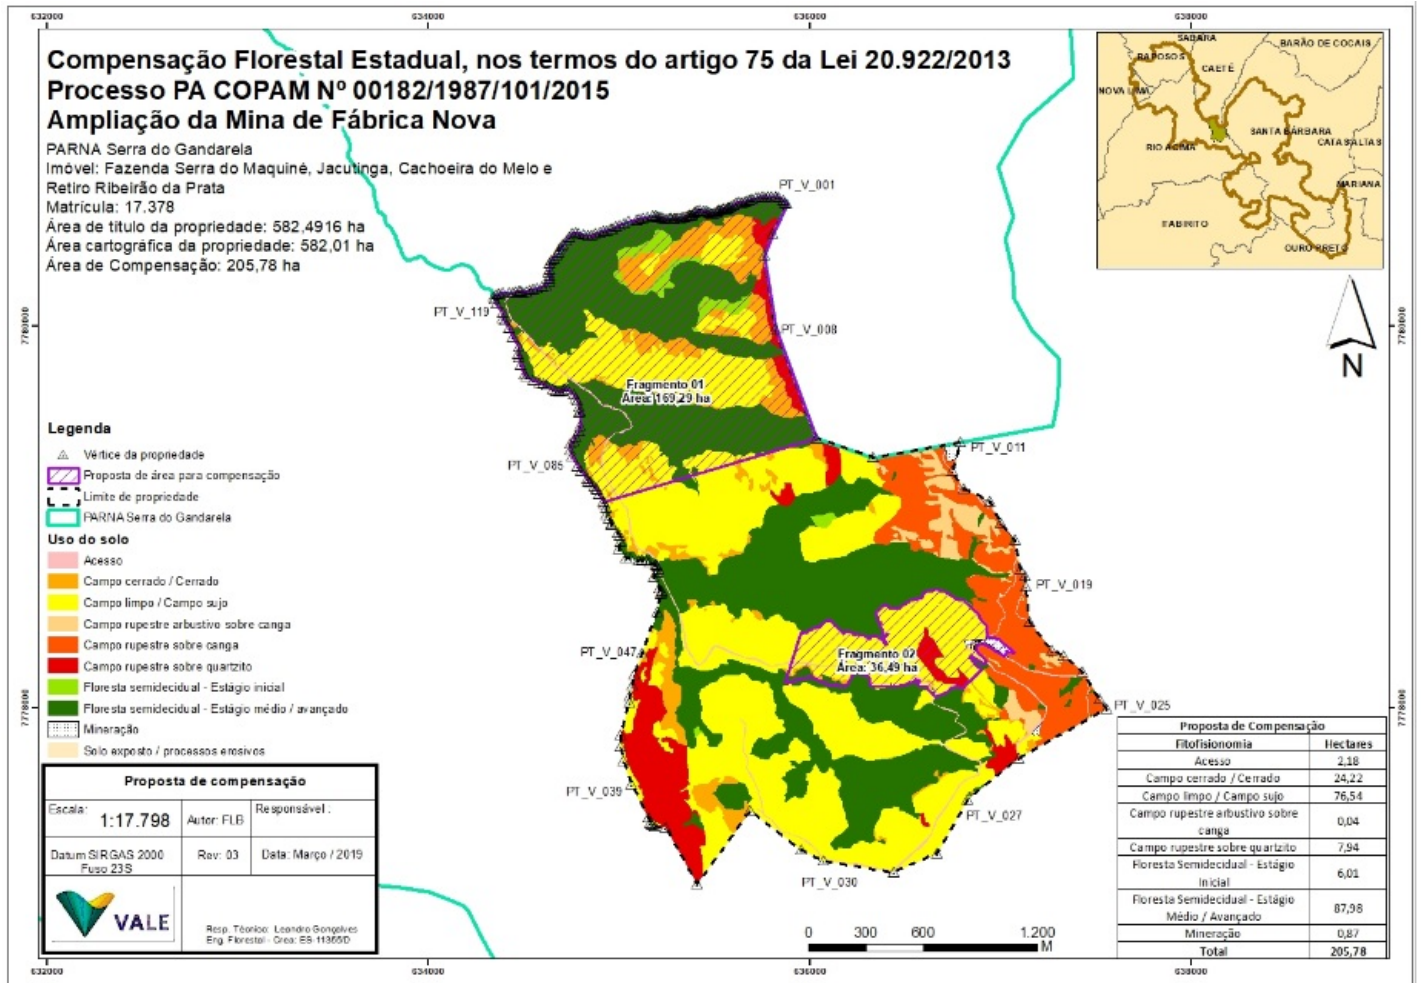 632000
634000
636000
638000
Compensação Florestal Estadual, nos termos do artigo 75 da Lei 20.922/2013
Processo PA COPAM Nº 00182/1987/101/2015
Ampliação da Mina de Fábrica Nova
PARNA Serra do Gandarela
Imóvel: Fazenda Serra do Maquiné, Jacutinga, Cachoeira do Melo e
Retiro Ribeirão da Prata
Matrícula: 17.378
Área de título da propriedade: 582,4916 ha
Área cartográfica da propriedade: 582,01 ha
Área de Compensação: 205,78 ha
SABARÁ
BARÃO DE COCAIS
RAPOSOS
CAETÉ
NOVA LIMA
SANTA BÁRBARA
CATAS ALTAS
RIO ACIMA
MARIANA
ITABIRITO
OURO PRETO
N
7780000
7780000
7778000
7778000
PT_V_001
PT_V_119
PT_V_008
Fragmento 01
Área: 169,29 ha
PT_V_085
PT_V_011
PT_V_019
PT_V_047
Fragmento 02
Área: 36,49 ha
PT_V_025
PT_V_039
PT_V_027
PT_V_030
Legenda
Vértice da propriedade
Proposta de área para compensação
Limite de propriedade
PARNA Serra do Gandarela
Uso do solo
Acesso
Campo cerrado / Cerrado
Campo limpo / Campo sujo
Campo rupestre arbustivo sobre canga
Campo rupestre sobre canga
Campo rupestre sobre quartzito
Floresta semidecidual - Estágio inicial
Floresta semidecidual - Estágio médio / avançado
Mineração
Solo exposto / processos erosivos
Proposta de compensação
Escala: 1:17.798
Autor: FLB
Responsável :
Datum SIRGAS 2000
Fuso 23S
Rev: 03
Data: Março / 2019
VALE
Resp. Técnico: Leandro Gonçalves
Eng. Florestal - Crea: ES-11355/D
0 300 600 1.200
M
Proposta de Compensação
Fitofisionomia Hectares
Acesso 2,18
Campo cerrado / Cerrado 24,22
Campo limpo / Campo sujo 76,54
Campo rupestre arbustivo sobre
canga 0,04
Campo rupestre sobre quartzito 7,94
Floresta Semidecidual - Estágio
Inicial 6,01
Floresta Semidecidual - Estágio
Médio / Avançado 87,98
Mineração 0,87
Total 205,78
632000
634000
636000
638000